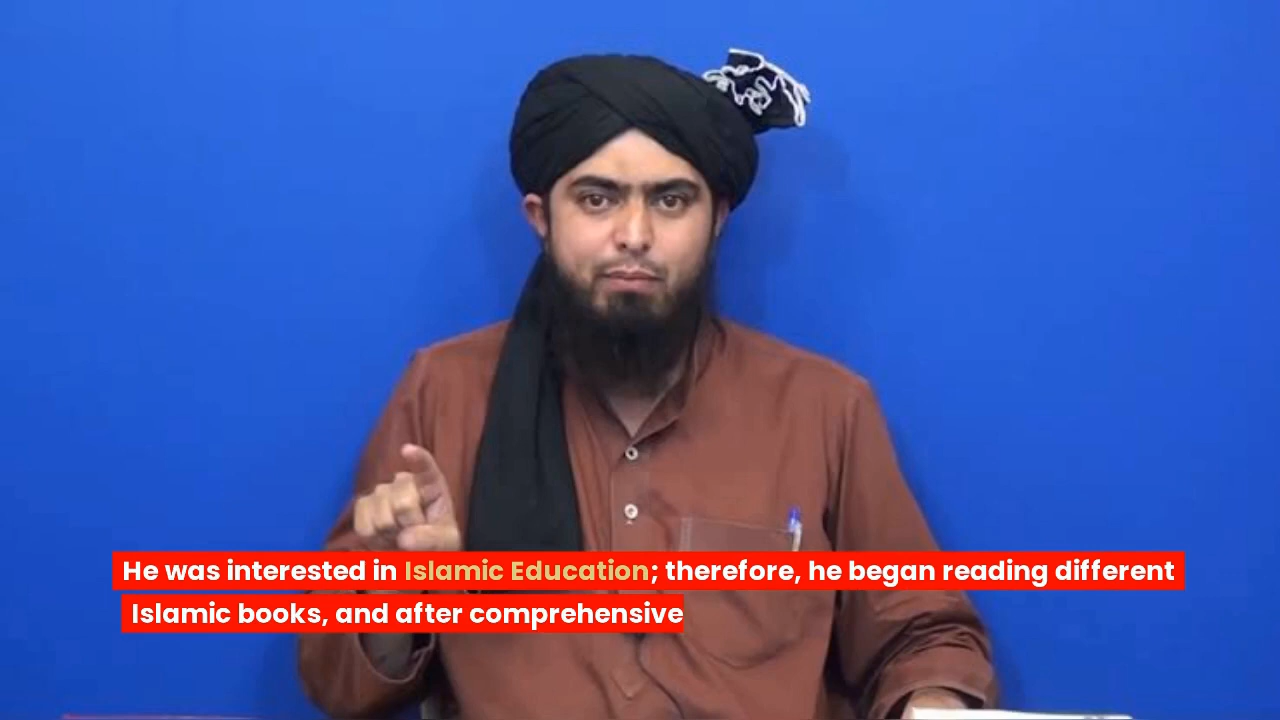 He was interested in Islamic Education; therefore, he began reading different
Islamic books, and after comprehensive